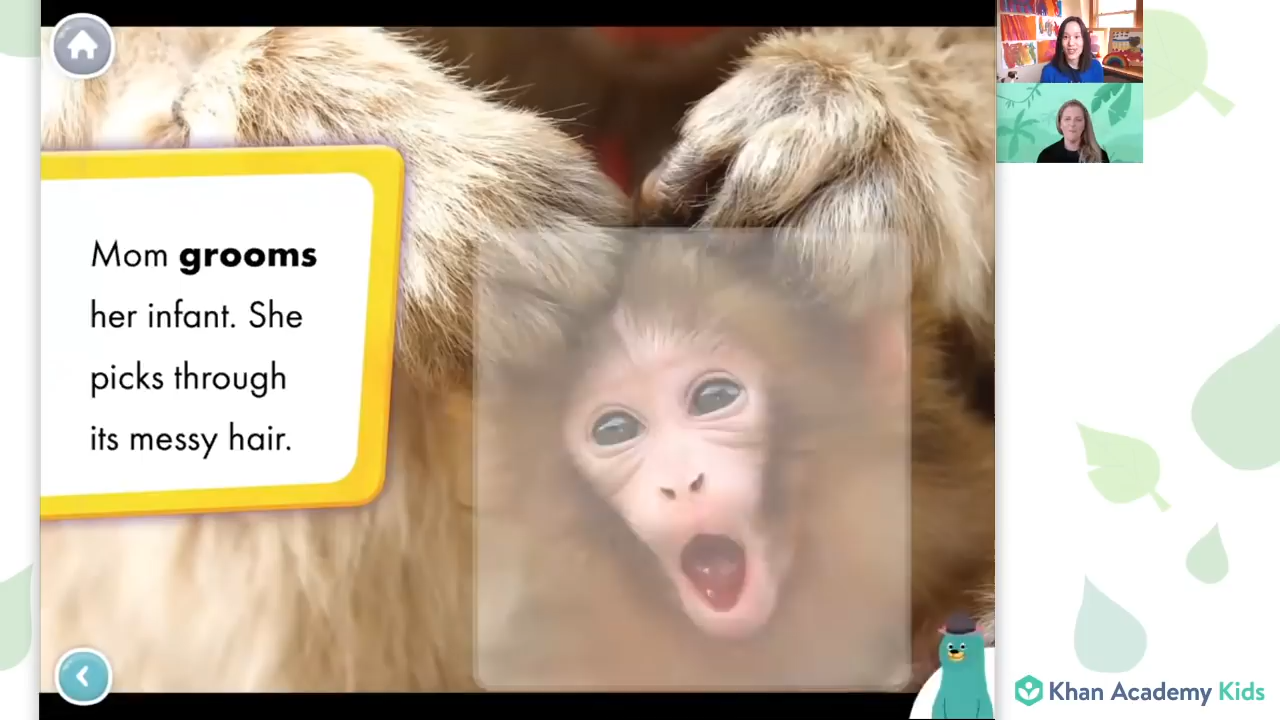 Mom grooms
her infant. She
picks through
its messy hair.
Khan Academy Kids